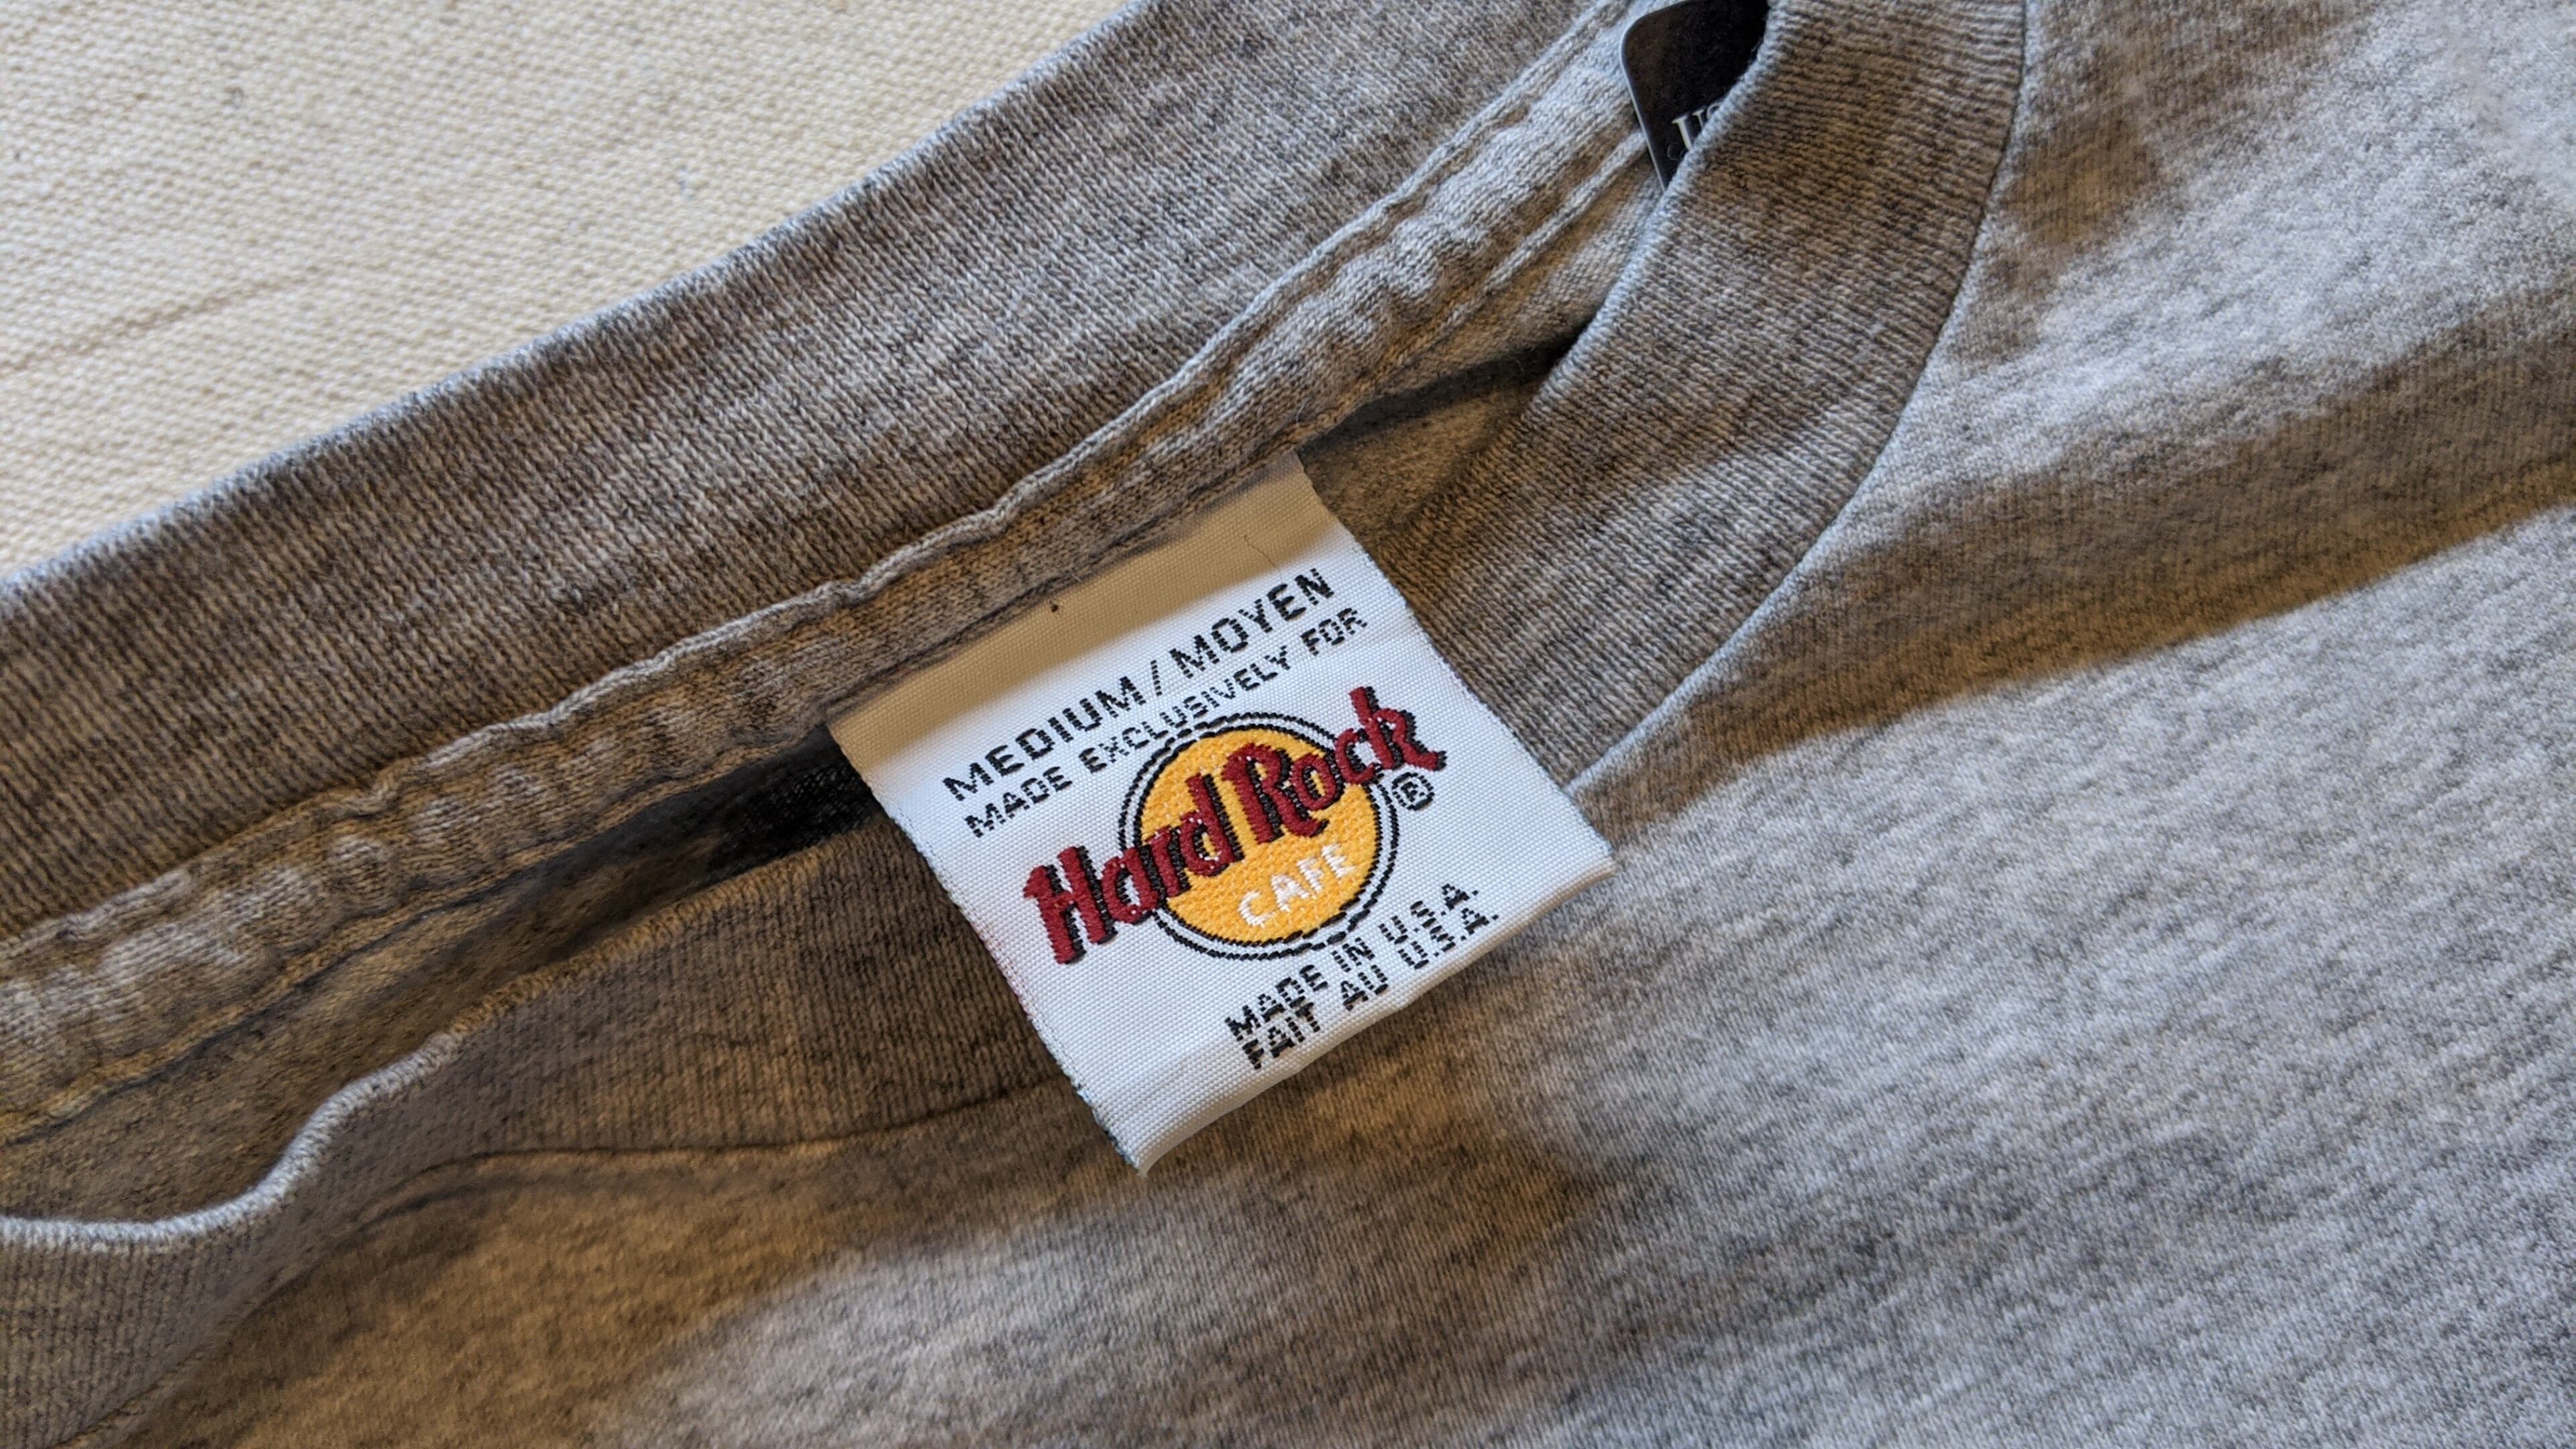 MEDIUM/MOYEN
MADE EXCLUSIVELY FOR
Hard Rock
CAFE
®
MADE IN U.S.A.
FAIT AU U.S.A.